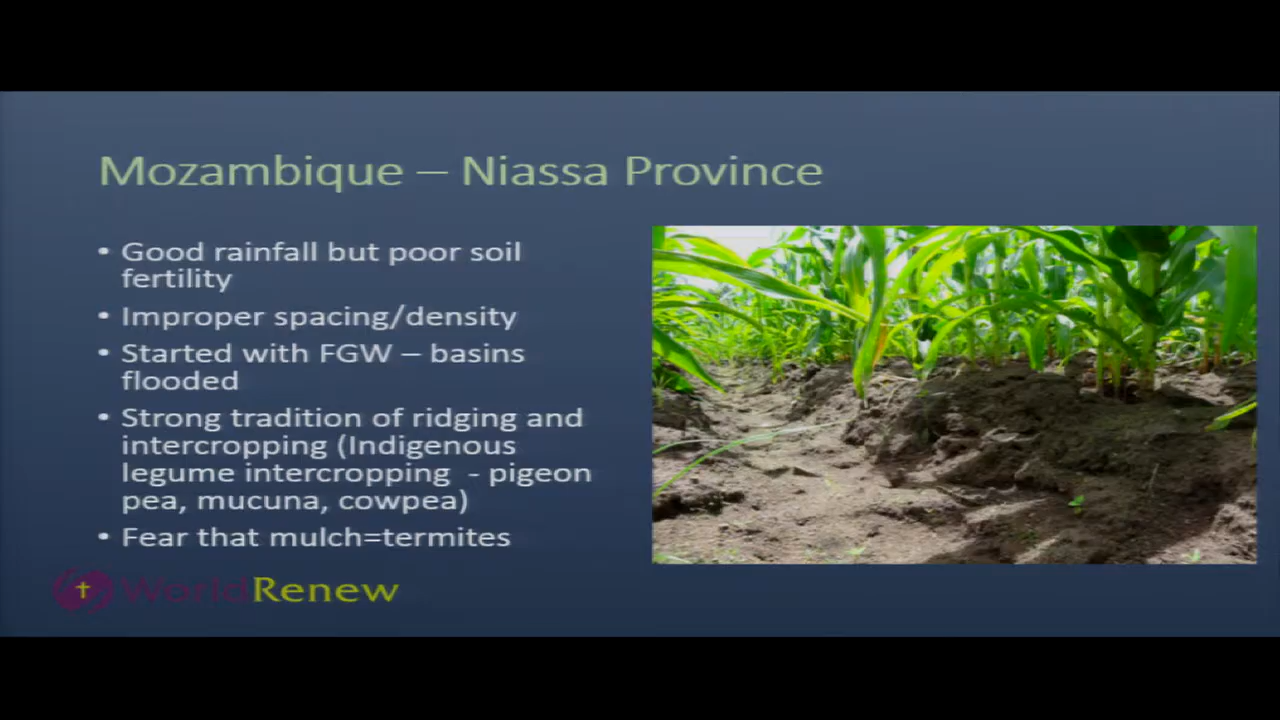 Mozambique – Niassa Province
• Good rainfall but poor soil
fertility
• Improper spacing/density
• Started with FGW – basins
flooded
• Strong tradition of ridging and
intercropping (Indigenous
legume intercropping - pigeon
pea, mucuna, cowpea)
• Fear that mulch=termites
WorldRenew